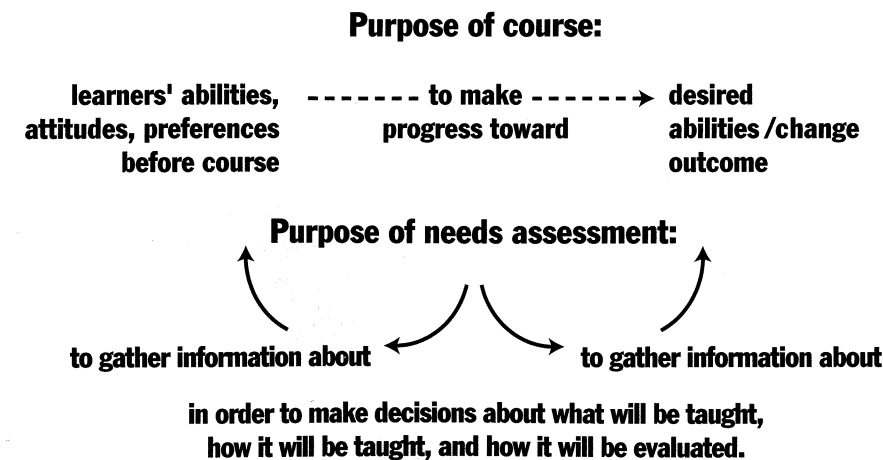 Purpose of course:
learners' abilities, to make desired
attitudes, preferences progress toward abilities/change
before course outcome
Purpose of needs assessment:
to gather information about to gather information about
in order to make decisions about what will be taught,
how it will be taught, and how it will be evaluated.